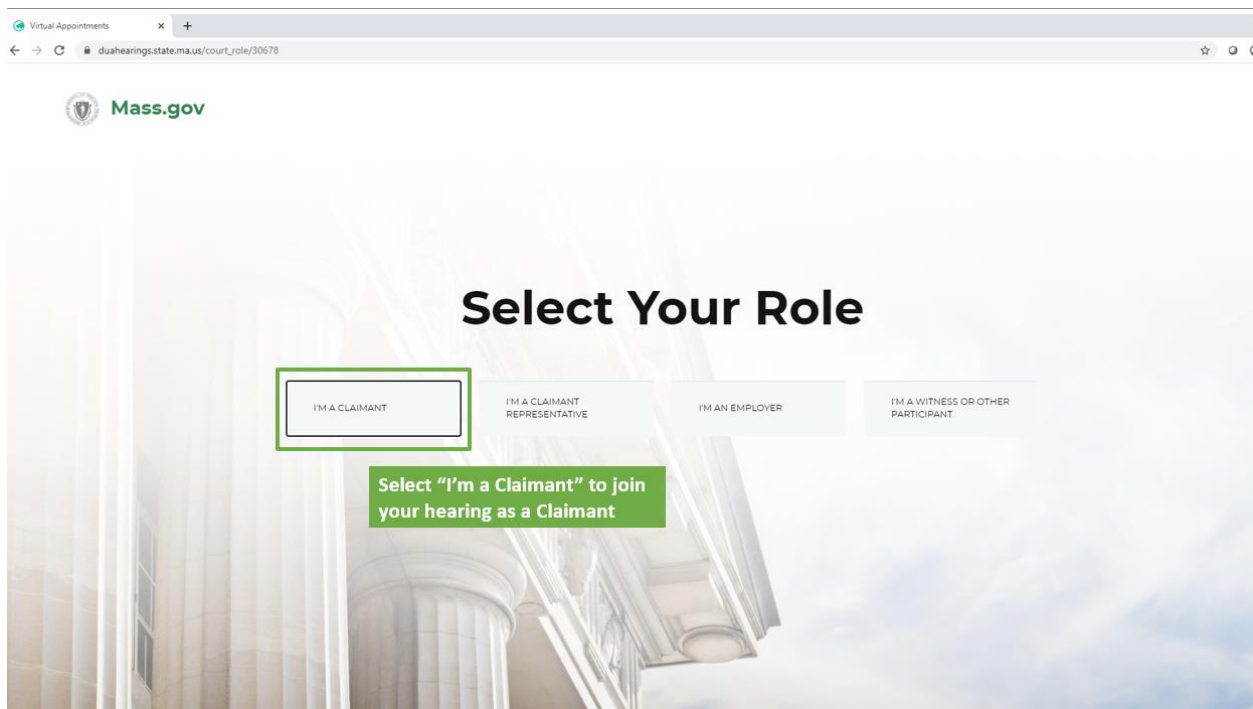 Virtual Appointments
duahearings.state.ma.us/court_role/30678
Mass.gov
Select Your Role
I'M A CLAIMANT
I'M A CLAIMANT
REPRESENTATIVE
I'M AN EMPLOYER
I'M A WITNESS OR OTHER
PARTICIPANT
Select “I’m a Claimant” to join
your hearing as a Claimant